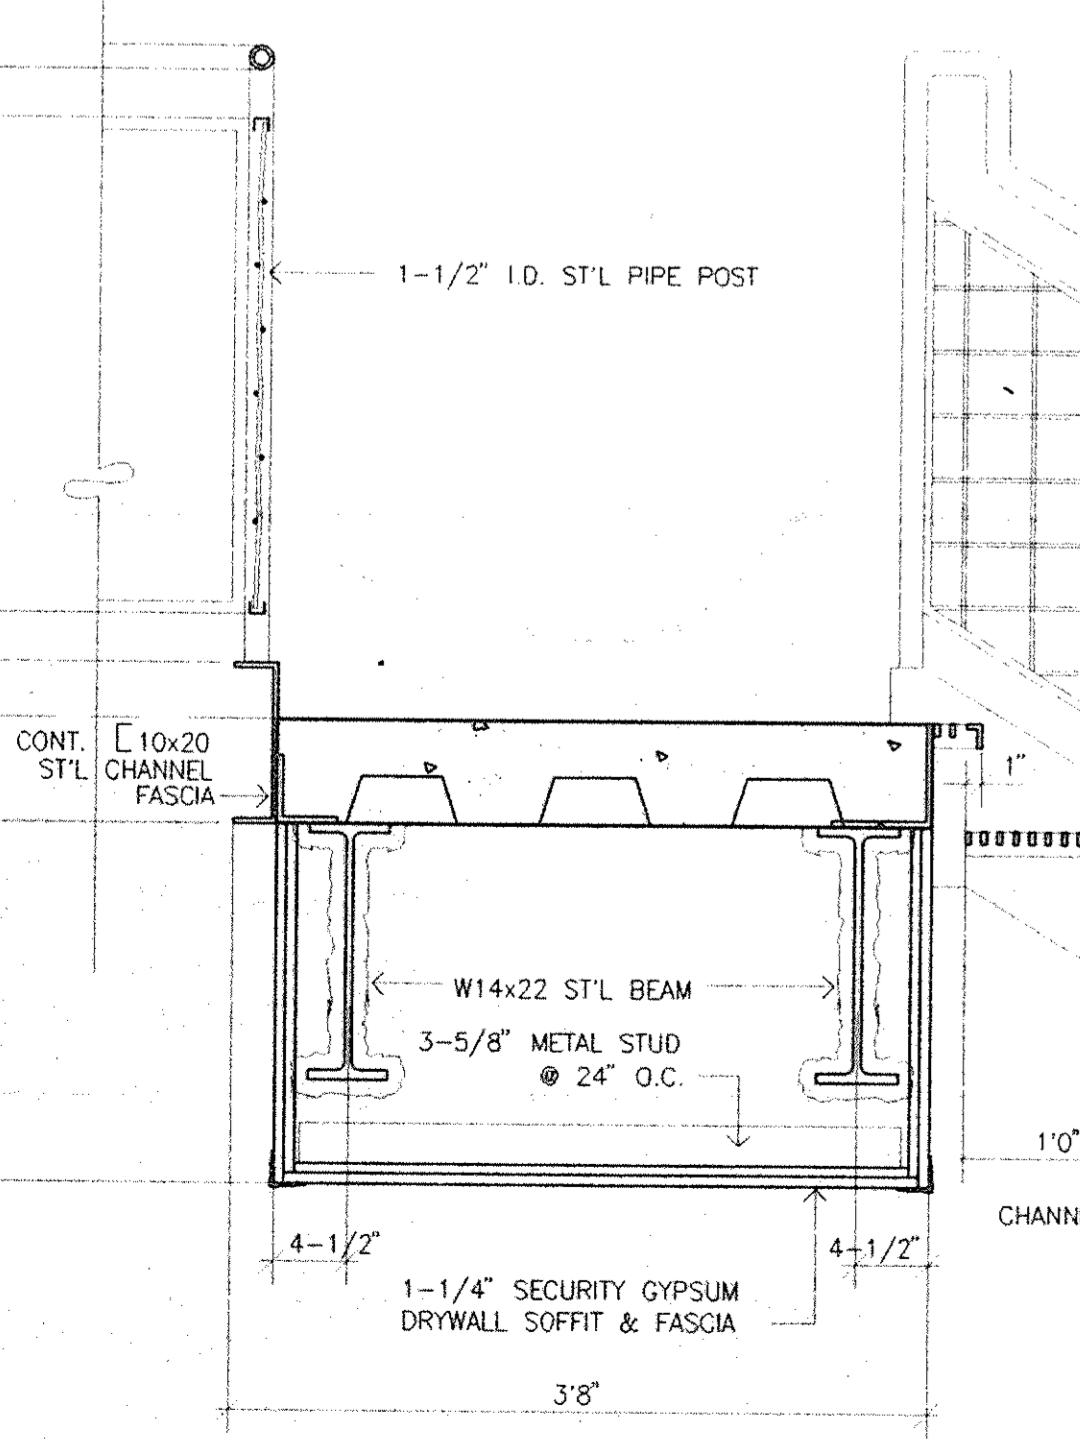 1-1/2" I.D. ST'L PIPE POST
CONT. [10x20
ST'L CHANNEL
FASCIA
1"
W14x22 ST'L BEAM
3-5/8" METAL STUD
@ 24" O.C.
1'0"
CHANN
4-1/2"
4-1/2"
1-1/4" SECURITY GYPSUM
DRYWALL SOFFIT & FASCIA
3'8"